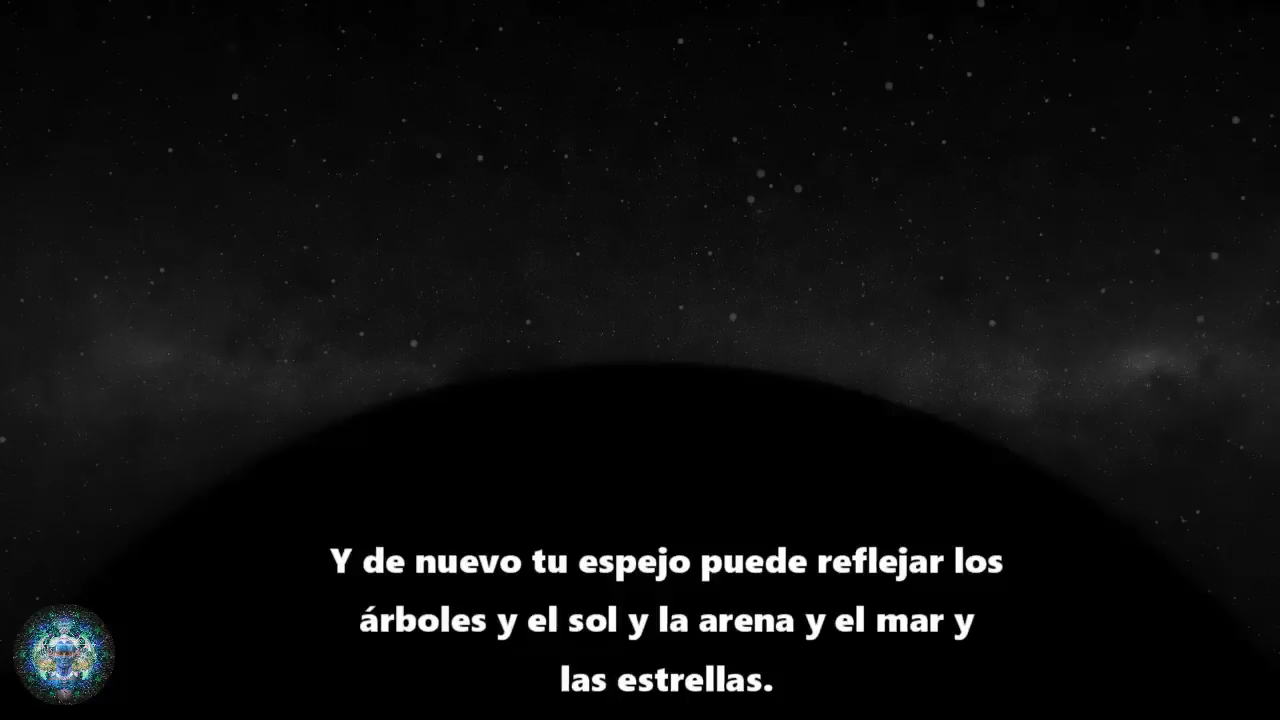 Y de nuevo tu espejo puede reflejar los
árboles y el sol y la arena y el mar y
las estrellas.